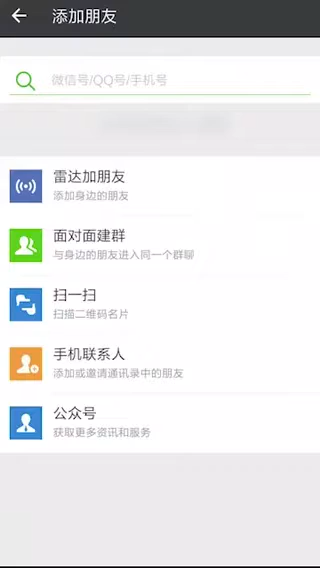 添加朋友
微信号/QQ号/手机号
雷达加朋友
添加身边的朋友
面对面建群
与身边的朋友进入同一个群聊
扫一扫
扫描二维码名片
手机联系人
添加或邀请通讯录中的朋友
公众号
获取更多资讯和服务